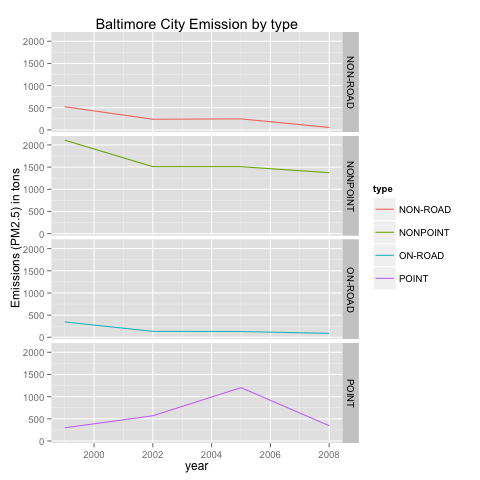 Baltimore City Emission by type
Emissions (PM2.5) in tons
2000
1500
1000
500
0
NON-ROAD
2000
1500
1000
500
0
NONPOINT
2000
1500
1000
500
0
ON-ROAD
2000
1500
1000
500
0
POINT
2000 2002 2004 2006 2008
year
type
NON-ROAD
NONPOINT
ON-ROAD
POINT